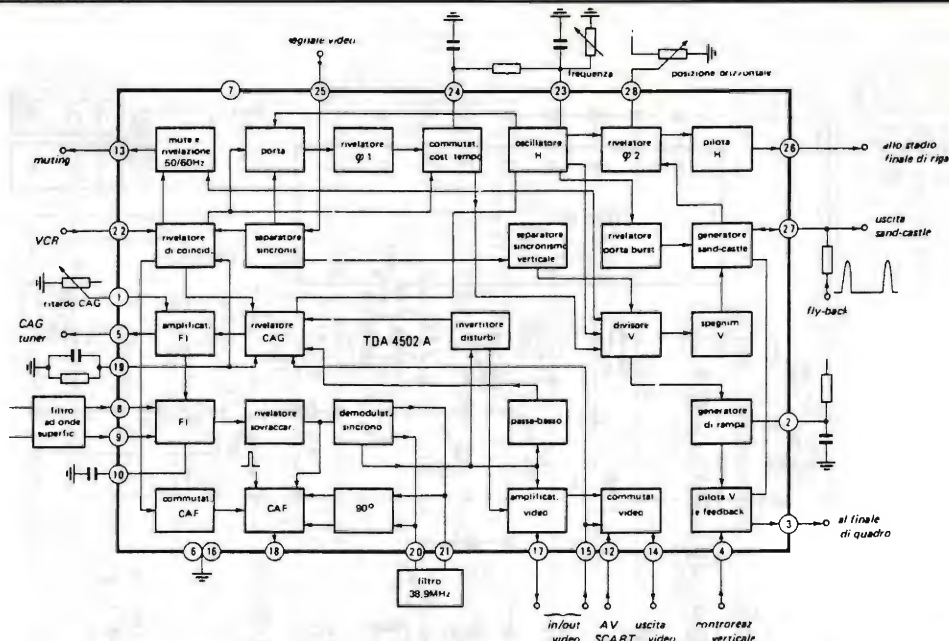 segnale video
frequenza
posizione orizzontale
7
25
24
23
28
13
muting
mute e
rivelazione
50/60Hz
porta
rivelatore
φ 1
commutat.
cost tempo
oscillatore
H
rivelatore
φ 2
pilota
H
26
allo stadio
finale di riga
22
VCR
rivelatore
di coincid.
separatore
sincronis
separatore
sincronismo
verticale
rivelatore
porta burst
generatore
sand-castle
27
uscita
sand-castle
1
ritardo CAG
fly-back
CAG
tuner
5
amplificat.
FI
rivelatore
CAG
TDA 4502 A
invertitore
disturbi
divisore
V
spegnim
V
19
filtro
ad onde
superfic.
8
9
FI
rivelatore
sovraccar.
demodulat.
sincrono
passa-basso
generatore
di rampa
2
10
commutat
CAF
CAF
90°
amplificat.
video
commutat
video
pilota V
e feedback
3
al finale
di quadro
6
16
18
20
21
17
15
12
14
4
filtro
38,9MHz
in/out
video
AV
SCART
uscita
video
controreaz
verticale